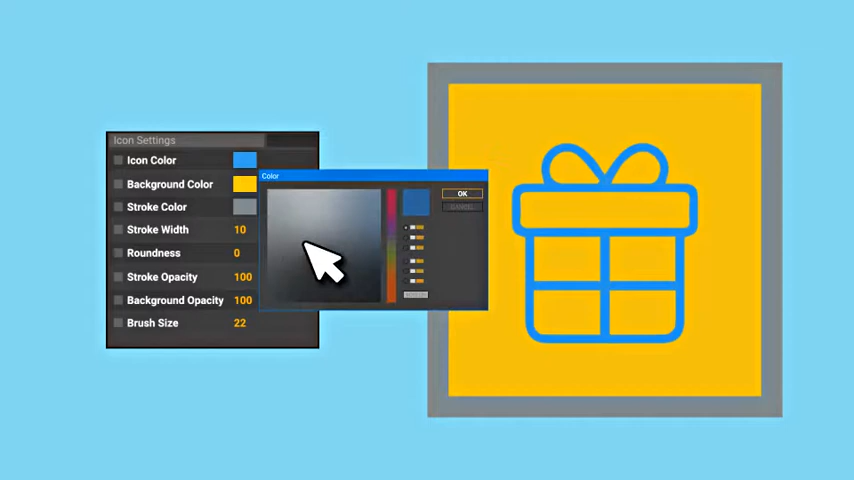 Icon Settings
Icon Color
Background Color
Stroke Color
Stroke Width 10
Roundness 0
Stroke Opacity 100
Background Opacity 100
Brush Size 22
Color
OK
CANCEL